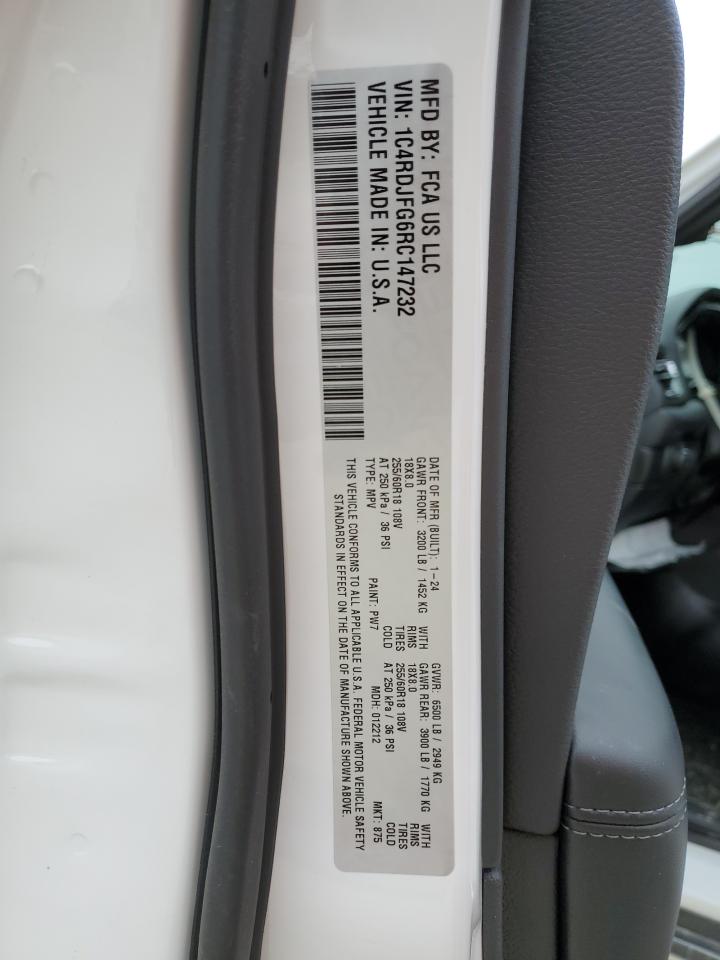 MFD BY: FCA US LLC
VIN: 1C4RDJFG6RC147232
VEHICLE MADE IN: U.S.A.
DATE OF MFR (BUILT): 1-24 GVWR: 6500 LB / 2949 KG
GAWR FRONT: 3200 LB / 1452 KG WITH GAWR REAR: 3900 LB / 1770 KG WITH
18X8.0 RIMS 18X8.0 RIMS
255/60R18 108V TIRES 255/60R18 108V TIRES
AT 250 kPa / 36 PSI COLD AT 250 kPa / 36 PSI COLD
TYPE: MPV PAINT: PW7 MDH: 012212 MKT: 875
THIS VEHICLE CONFORMS TO ALL APPLICABLE U.S.A. FEDERAL MOTOR VEHICLE SAFETY
STANDARDS IN EFFECT ON THE DATE OF MANUFACTURE SHOWN ABOVE.